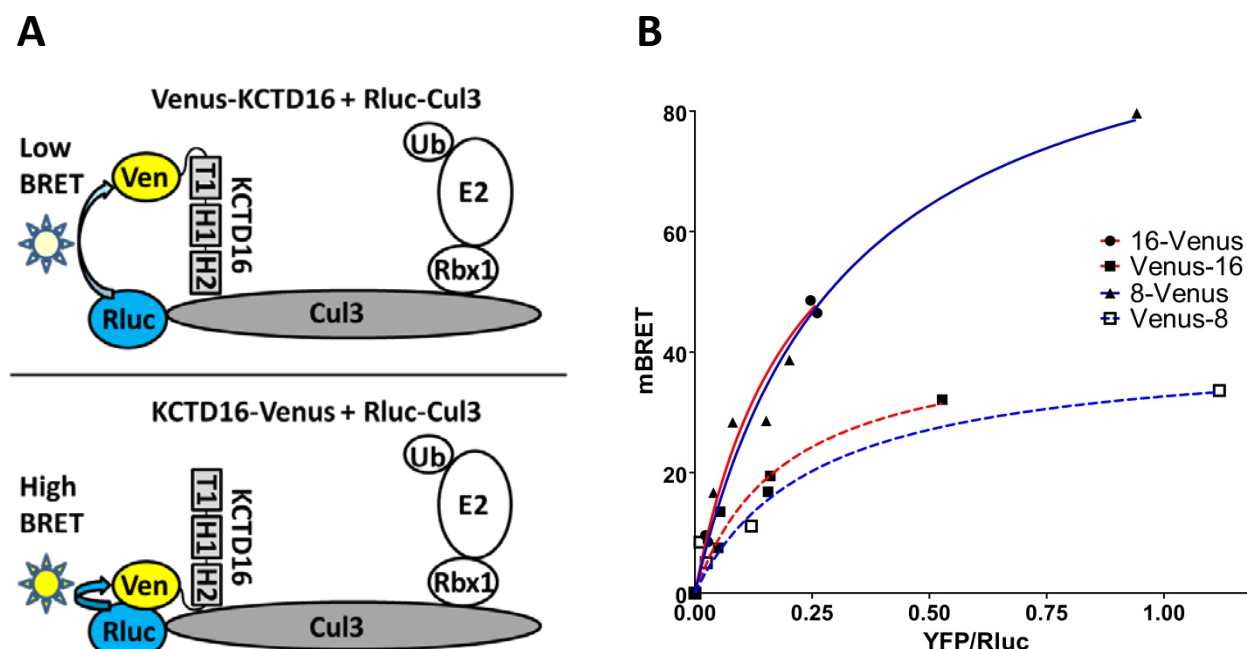 A
Venus-KCTD16 + Rluc-Cul3
Low
BRET
Ven
T1 H1 H2
KCTD16
Ub
E2
Rbx1
Rluc
Cul3
KCTD16-Venus + Rluc-Cul3
High
BRET
Ven
T1 H1 H2
KCTD16
Ub
E2
Rbx1
Rluc
Cul3
B
mBRET
80
60
40
20
0
0.00 0.25 0.50 0.75 1.00
YFP/Rluc
16-Venus
Venus-16
8-Venus
Venus-8